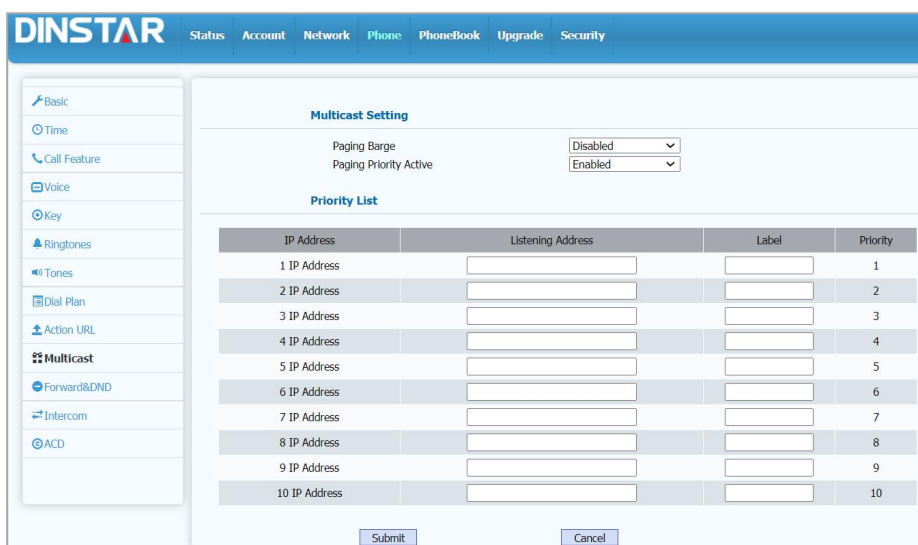 DINSTAR
Status Account Network Phone PhoneBook Upgrade Security
Basic
Time
Call Feature
Voice
Key
Ringtones
Tones
Dial Plan
Action URL
Multicast
Forward&DND
Intercom
ACD
Multicast Setting
Paging Barge Disabled
Paging Priority Active Enabled
Priority List
IP Address Listening Address Label Priority
1 IP Address 1
2 IP Address 2
3 IP Address 3
4 IP Address 4
5 IP Address 5
6 IP Address 6
7 IP Address 7
8 IP Address 8
9 IP Address 9
10 IP Address 10
Submit Cancel